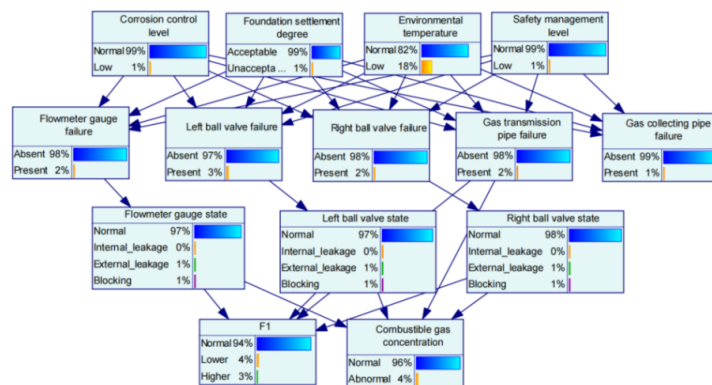 Corrosion control
level
Normal 99%
Low 1%
Foundation settlement
degree
Acceptable 99%
Unaccepta ... 1%
Environmental
temperature
Normal 82%
Low 18%
Safety management
level
Normal 99%
Low 1%
Flowmeter gauge
failure
Absent 98%
Present 2%
Left ball valve failure
Absent 97%
Present 3%
Right ball valve failure
Absent 98%
Present 2%
Gas transmission
pipe failure
Absent 98%
Present 2%
Gas collecting pipe
failure
Absent 99%
Present 1%
Flowmeter gauge state
Normal 97%
Internal_leakage 0%
External_leakage 1%
Blocking 1%
Left ball valve state
Normal 97%
Internal_leakage 0%
External_leakage 1%
Blocking 1%
Right ball valve state
Normal 98%
Internal_leakage 0%
External_leakage 1%
Blocking 1%
F1
Normal 94%
Lower 4%
Higher 3%
Combustible gas
concentration
Normal 96%
Abnormal 4%